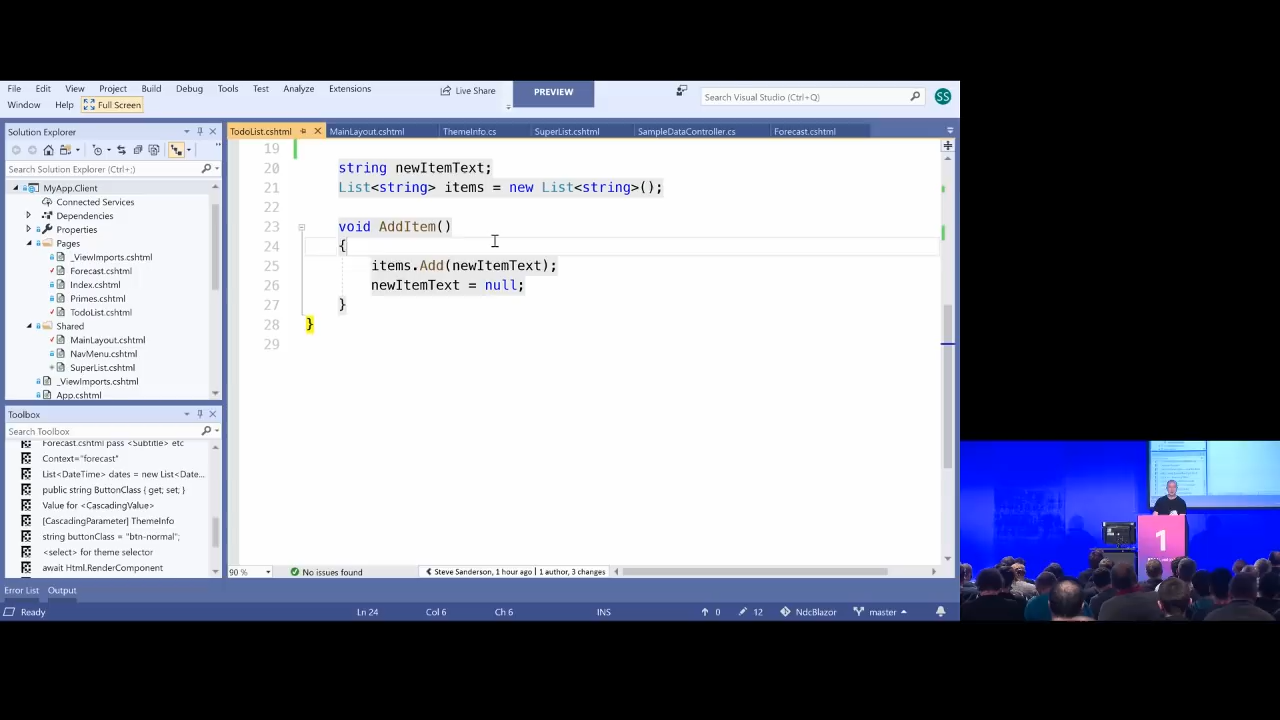 File Edit View Project Build Debug Tools Test Analyze Extensions
Live Share
PREVIEW
Search Visual Studio (Ctrl+Q)
SS
Window Help Full Screen
Solution Explorer
TodoList.cshtml
MainLayout.cshtml
ThemeInfo.cs
SuperList.cshtml
SampleDataController.cs
Forecast.cshtml
Search Solution Explorer (Ctrl+;)
MyApp.Client
Connected Services
Dependencies
Properties
Pages
_ViewImports.cshtml
Forecast.cshtml
Index.cshtml
Primes.cshtml
TodoList.cshtml
Shared
MainLayout.cshtml
NavMenu.cshtml
SuperList.cshtml
_ViewImports.cshtml
App.cshtml
19
20 string newItemText;
21 List<string> items = new List<string>();
22
23 void AddItem()
24 {
25 items.Add(newItemText);
26 newItemText = null;
27 }
28 }
29
Toolbox
Search Toolbox
Forecast.cshtml pass <Subtitle> etc
Context="forecast"
List<DateTime> dates = new List<Date...
public string ButtonClass { get; set; }
Value for <CascadingValue>
[CascadingParameter] ThemeInfo
string buttonClass = "btn-normal";
<select> for theme selector
await Html.RenderComponent
90 %
No issues found
Steve Sanderson, 1 hour ago | 1 author, 3 changes
Error List Output
Ready
Ln 24
Col 6
Ch 6
INS
0
12
NdcBlazor
master
1